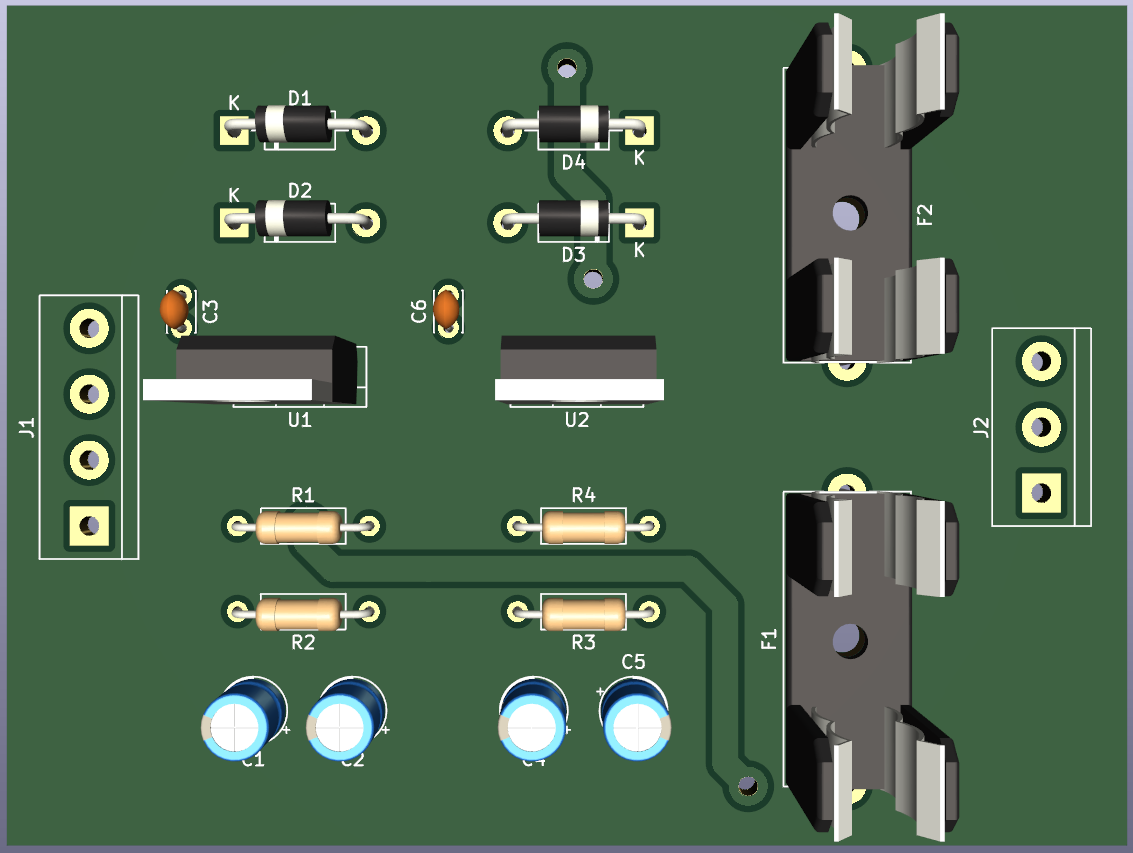 D1
K
D4
K
D2
K
D3
K
F2
C3
C6
J1
U1
U2
J2
R1
R4
R2
R3
F1
C5
+
C1
+
C2
+
C4
+